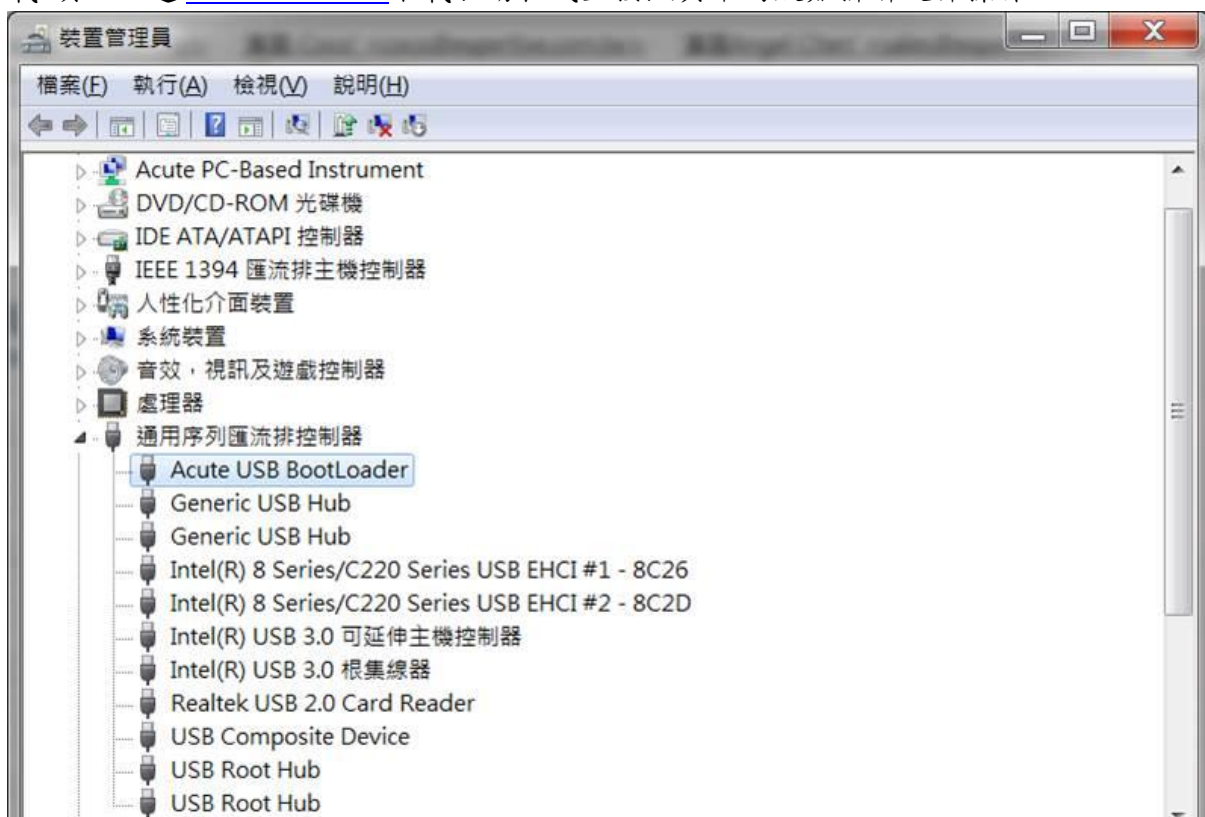 裝置管理員
檔案(F) 執行(A) 檢視(V) 說明(H)
Acute PC-Based Instrument
DVD/CD-ROM 光碟機
IDE ATA/ATAPI 控制器
IEEE 1394 匯流排主機控制器
人性化介面裝置
系統裝置
音效，視訊及遊戲控制器
處理器
通用序列匯流排控制器
Acute USB BootLoader
Generic USB Hub
Generic USB Hub
Intel(R) 8 Series/C220 Series USB EHCI #1 - 8C26
Intel(R) 8 Series/C220 Series USB EHCI #2 - 8C2D
Intel(R) USB 3.0 可延伸主機控制器
Intel(R) USB 3.0 根集線器
Realtek USB 2.0 Card Reader
USB Composite Device
USB Root Hub
USB Root Hub